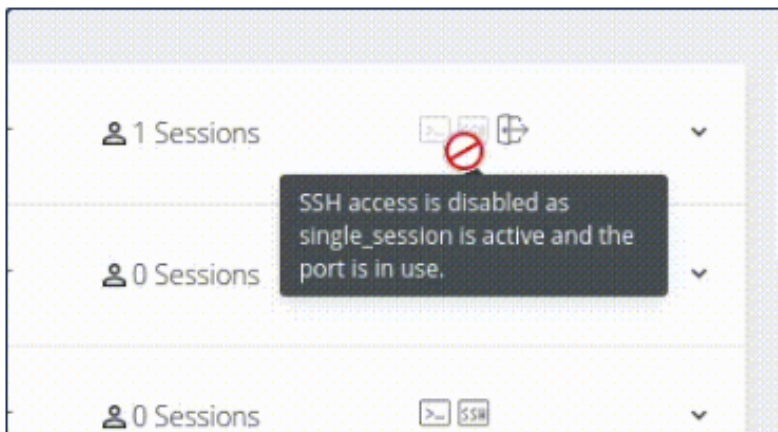 1 Sessions
SSH access is disabled as
single_session is active and the
port is in use.
0 Sessions
0 Sessions
>_ SSH